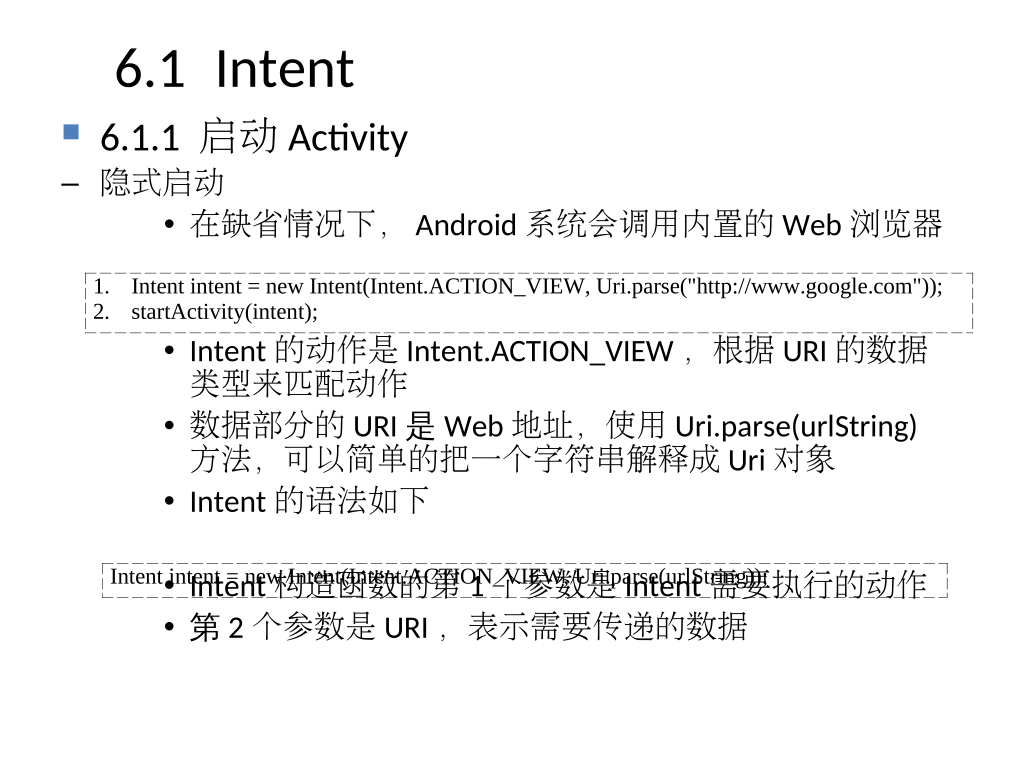 6.1 Intent
■ 6.1.1 启动 Activity
– 隐式启动
• 在缺省情况下， Android 系统会调用内置的 Web 浏览器
1. Intent intent = new Intent(Intent.ACTION_VIEW, Uri.parse("http://www.google.com"));
2. startActivity(intent);
• Intent 的动作是 Intent.ACTION_VIEW ，根据 URI 的数据
类型来匹配动作
• 数据部分的 URI 是 Web 地址，使用 Uri.parse(urlString)
方法，可以简单的把一个字符串解释成 Uri 对象
• Intent 的语法如下
Intent intent = new Intent(Intent.ACTION_VIEW, Uri.parse(urlString));
• Intent 构造函数的第 1 个参数是 Intent 需要执行的动作
• 第 2 个参数是 URI ，表示需要传递的数据